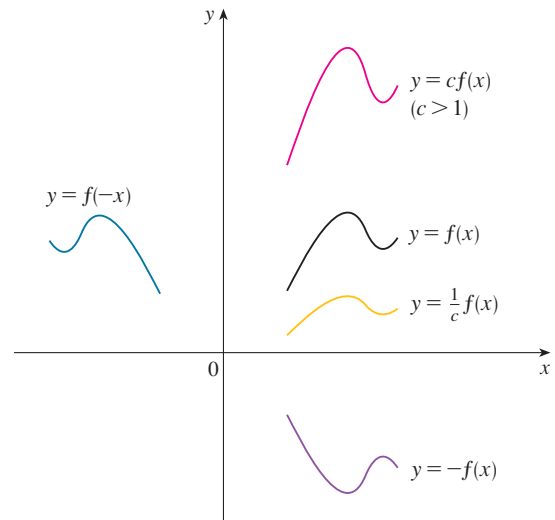 y
y = cf(x)
(c > 1)
y = f(−x)
y = f(x)
y = 1/c f(x)
0
x
y = −f(x)